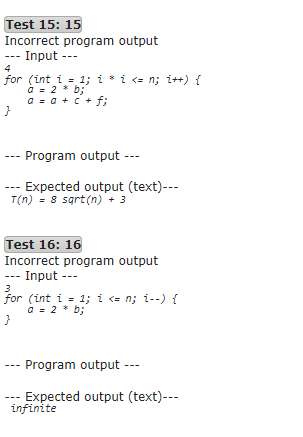 Test 15: 15
Incorrect program output
--- Input ---
4
for (int i = 1; i * i <= n; i++) {
a = 2 * b;
a = a + c + f;
}
--- Program output ---
--- Expected output (text)---
T(n) = 8 sqrt(n) + 3
Test 16: 16
Incorrect program output
--- Input ---
3
for (int i = 1; i <= n; i--) {
a = 2 * b;
}
--- Program output ---
--- Expected output (text)---
infinite